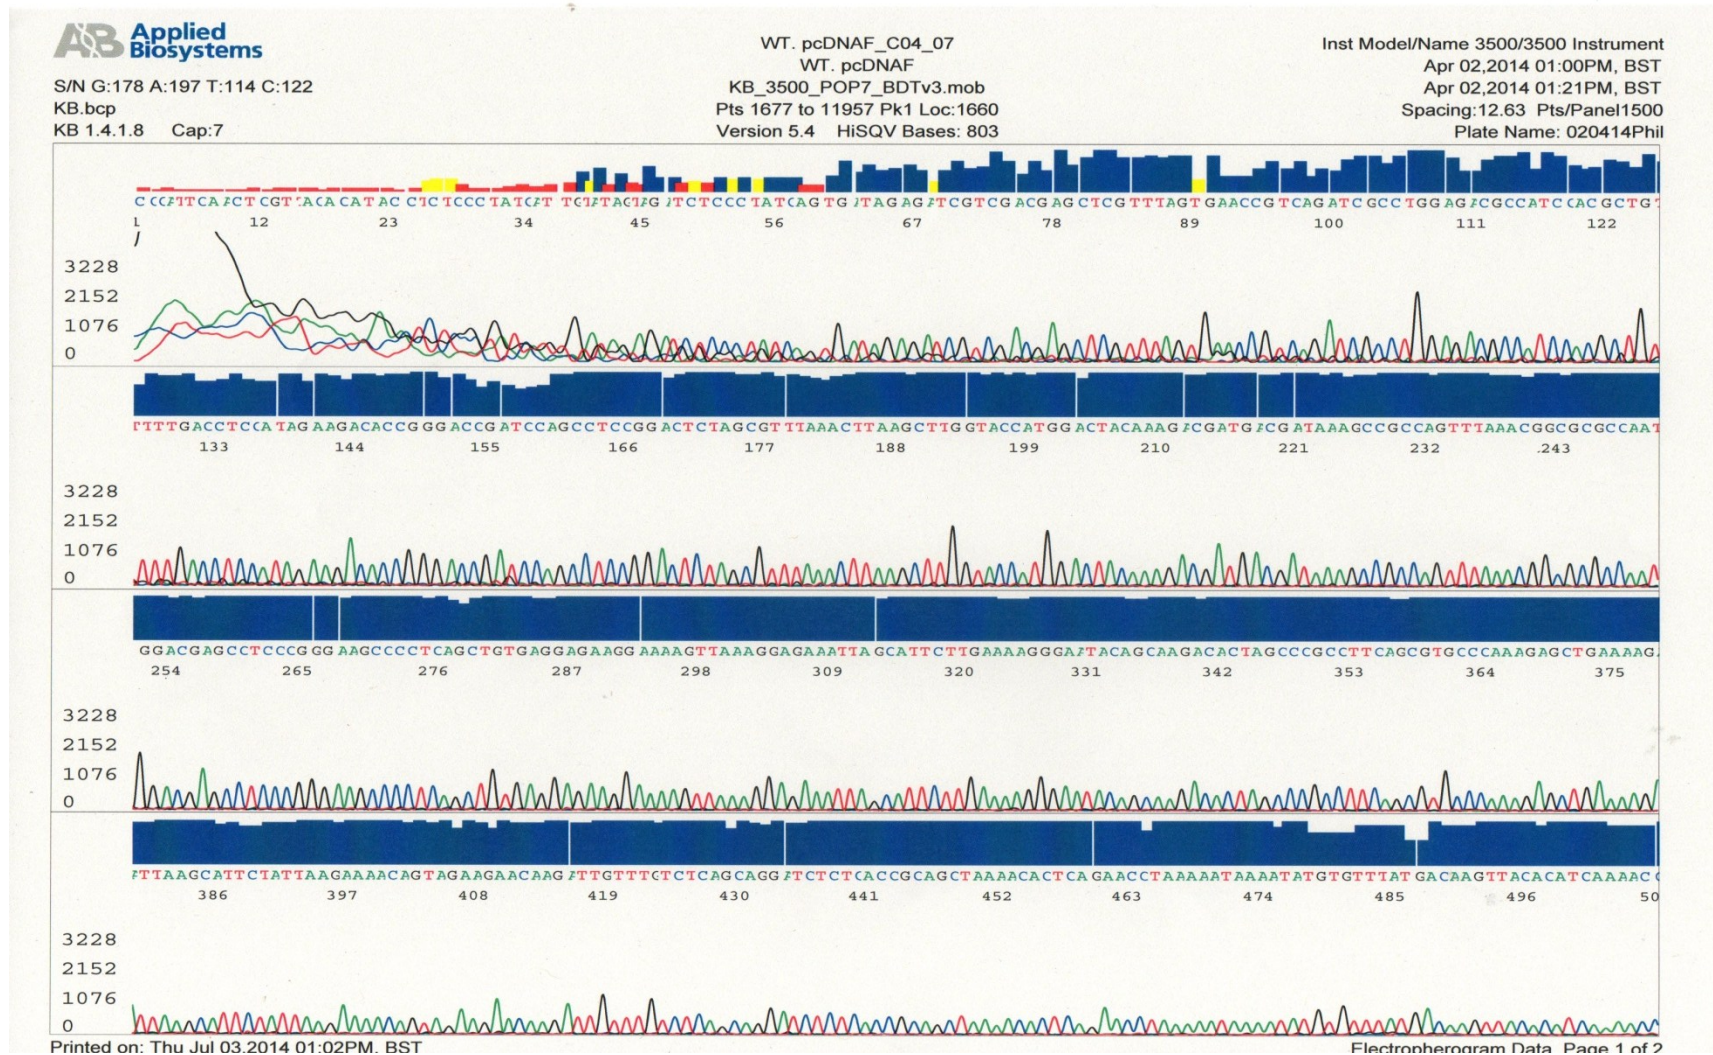 Applied
Biosystems
S/N G:178 A:197 T:114 C:122
KB.bcp
KB 1.4.1.8 Cap:7
WT. pcDNAF_C04_07
WT. pcDNAF
KB_3500_POP7_BDTv3.mob
Pts 1677 to 11957 Pk1 Loc:1660
Version 5.4 HiSQV Bases: 803
Inst Model/Name 3500/3500 Instrument
Apr 02,2014 01:00PM, BST
Apr 02,2014 01:21PM, BST
Spacing:12.63 Pts/Panel1500
Plate Name: 020414Phil
1 12 23 34 45 56 67 78 89 100 111 122
3228
2152
1076
0
TTTTGACCTCCATAGAAGACACCGGGACCGATCCAGCCTCCGGACTCTAGCGTTTAAACTTAAGCTTGGTACCATGGACTACAAAGACGATGACGATAAAGCCGCCAGTTTAAACGGCGCGCCAAT
133 144 155 166 177 188 199 210 221 232 243
3228
2152
1076
0
GGACGAGCCTCCCGGGAAGCCCCTCAGCTGTGAGGAGAAGGAAAAGTTAAAGGAGAAATTAGCATTCTTGAAAAGGGAATACAGCAAGACACTAGCCCGCCTTCAGCGTGCCCAAAGAGCTGAAAAG
254 265 276 287 298 309 320 331 342 353 364 375
3228
2152
1076
0
ATTAAGCATTCTATTAAGAAAACAGTAGAAGAACAAGATTGTTTGTCTCAGCAGGATCTCTCACCGCAGCTAAAACACTCAGAACCTAAAAATAAAATATGTGTTTATGACAAGTTACACATCAAAACC
386 397 408 419 430 441 452 463 474 485 496 50
3228
2152
1076
0
Printed on: Thu Jul 03,2014 01:02PM, BST
Electropherogram Data Page 1 of 2